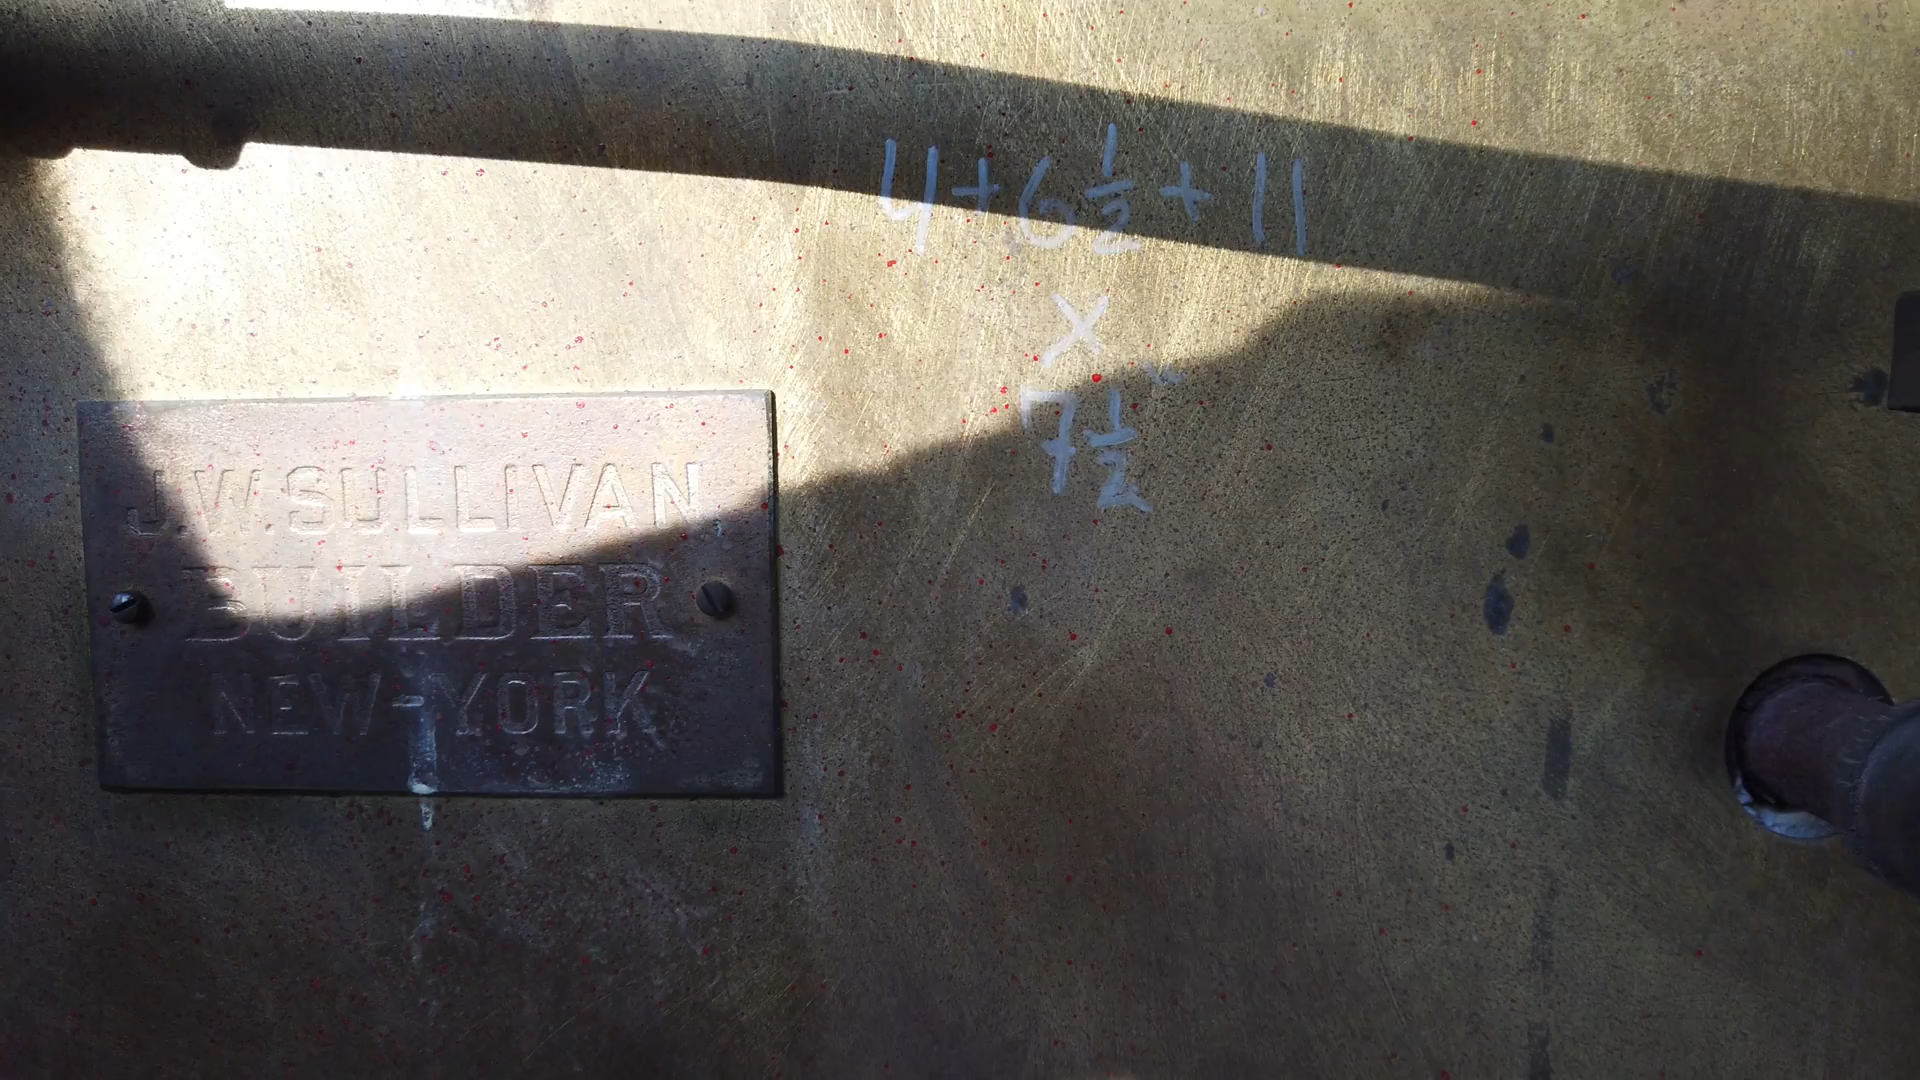 4+6½+11
x
7½"
J.W.SULLIVAN,
BUILDER
NEW-YORK